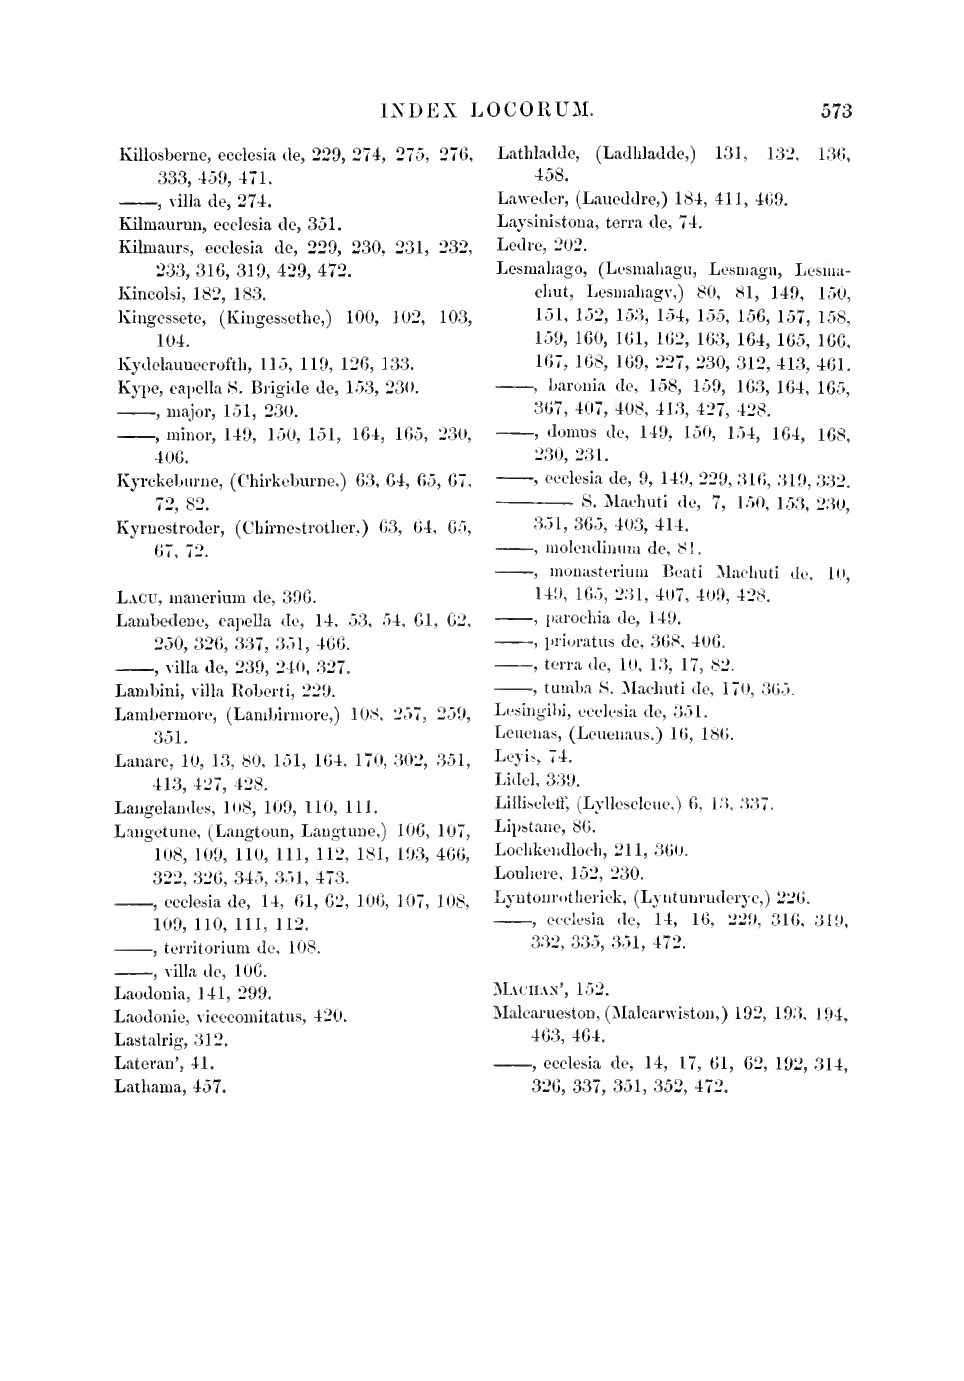 INDEX LOCORUM. 573
Killosberne, ecclesia de, 229, 274, 275, 276,
333, 459, 471.
——, villa de, 274.
Kilmaurun, ecclesia de, 351.
Kilmaurs, ecclesia de, 229, 230, 231, 232,
233, 316, 319, 429, 472.
Kincolsi, 182, 183.
Kingessete, (Kingessethe,) 100, 102, 103,
104.
Kydelauuecrofth, 115, 119, 126, 133.
Kype, capella S. Brigide de, 153, 230.
——, major, 151, 230.
——, minor, 149, 150, 151, 164, 165, 230,
406.
Kyrckeburne, (Chirkeburne,) 63, 64, 65, 67,
72, 82.
Kyrnestroder, (Chirnestrother,) 63, 64, 65,
67, 72.
LACU, manerium de, 396.
Lambedene, capella de, 14, 53, 54, 61, 62,
250, 326, 337, 351, 466.
——, villa de, 239, 240, 327.
Lambini, villa Roberti, 229.
Lambermore, (Lambirmore,) 108, 257, 259,
351.
Lanarc, 10, 13, 80, 151, 164, 170, 302, 351,
413, 427, 428.
Langelandes, 108, 109, 110, 111.
Langetune, (Langtoun, Langtune,) 106, 107,
108, 109, 110, 111, 112, 181, 193, 466,
322, 326, 345, 351, 473.
——, ecclesia de, 14, 61, 62, 106, 107, 108,
109, 110, 111, 112.
——, territorium de, 108.
——, villa de, 106.
Laodonia, 141, 299.
Laodonie, vicecomitatus, 420.
Lastalrig, 312.
Lateran', 41.
Lathama, 457.
Lathladde, (Ladhladde,) 131, 132, 136,
458.
Laweder, (Laueddre,) 184, 411, 469.
Laysinistona, terra de, 74.
Ledre, 202.
Lesmahago, (Lesmahagu, Lesmagu, Lesma-
chut, Lesmahagv,) 80, 81, 149, 150,
151, 152, 153, 154, 155, 156, 157, 158,
159, 160, 161, 162, 163, 164, 165, 166,
167, 168, 169, 227, 230, 312, 413, 461.
——, baronia de, 158, 159, 163, 164, 165,
367, 407, 408, 413, 427, 428.
——, domus de, 149, 150, 154, 164, 168,
230, 231.
——, ecclesia de, 9, 149, 229, 316, 319, 332.
———— S. Machuti de, 7, 150, 153, 230,
351, 365, 403, 414.
——, molendinum de, 81.
——, monasterium Beati Machuti de, 10,
149, 165, 231, 407, 409, 428.
——, parochia de, 149.
——, prioratus de, 368, 406.
——, terra de, 10, 13, 17, 82.
——, tumba S. Machuti de, 170, 365.
Lesingibi, ecclesia de, 351.
Leuenas, (Leuenaus,) 16, 186.
Leyis, 74.
Lidel, 339.
Lilliscleff, (Lyllescleue,) 6, 13, 337.
Lipstane, 86.
Lochkendloch, 211, 360.
Louhere, 152, 230.
Lyntounrotherick, (Lyntunruderyc,) 226.
——, ecclesia de, 14, 16, 229, 316, 319,
332, 335, 351, 472.
MACHAN', 152.
Malcarueston, (Malcarwiston,) 192, 193, 194,
463, 464.
——, ecclesia de, 14, 17, 61, 62, 192, 314,
326, 337, 351, 352, 472.